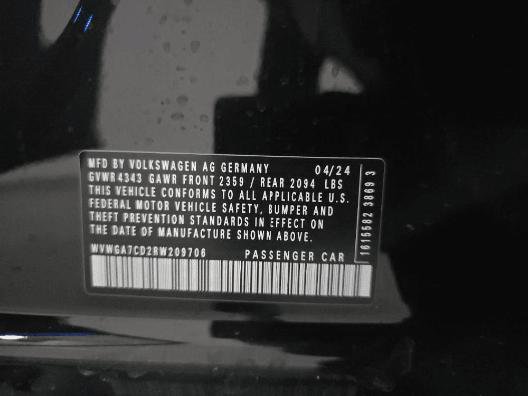 MFD BY VOLKSWAGEN AG GERMANY 04/24
GVWR 4343 GAWR FRONT 2359 / REAR 2094 LBS
THIS VEHICLE CONFORMS TO ALL APPLICABLE U.S.
FEDERAL MOTOR VEHICLE SAFETY, BUMPER AND
THEFT PREVENTION STANDARDS IN EFFECT ON
THE DATE OF MANUFACTURE SHOWN ABOVE.
WVWGA7CD2RW209706 PASSENGER CAR
1615582 3869 3